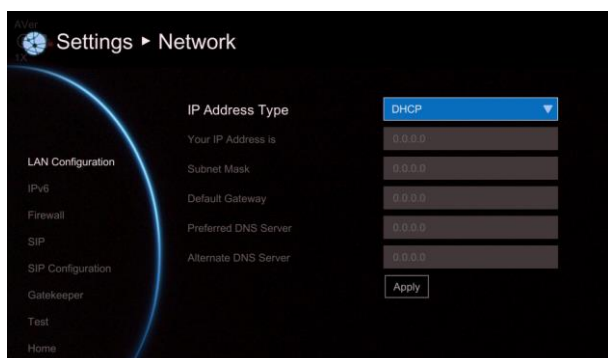 AVer
1X
Settings ► Network
IP Address Type DHCP
Your IP Address is 0.0.0.0
LAN Configuration Subnet Mask 0.0.0.0
IPv6 Default Gateway 0.0.0.0
Firewall Preferred DNS Server 0.0.0.0
SIP Alternate DNS Server 0.0.0.0
SIP Configuration
Apply
Gatekeeper
Test
Home